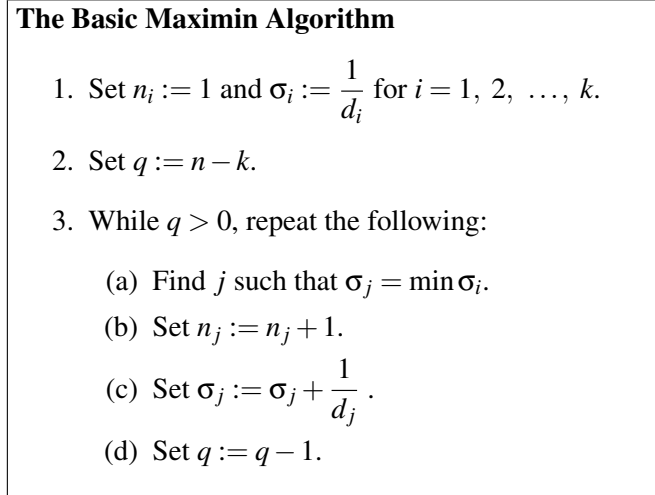 The Basic Maximin Algorithm
1. Set nᵢ := 1 and σᵢ := 1/dᵢ for i = 1, 2, …, k.
2. Set q := n − k.
3. While q > 0, repeat the following:
(a) Find j such that σⱼ = min σᵢ.
(b) Set nⱼ := nⱼ + 1.
(c) Set σⱼ := σⱼ + 1/dⱼ .
(d) Set q := q − 1.